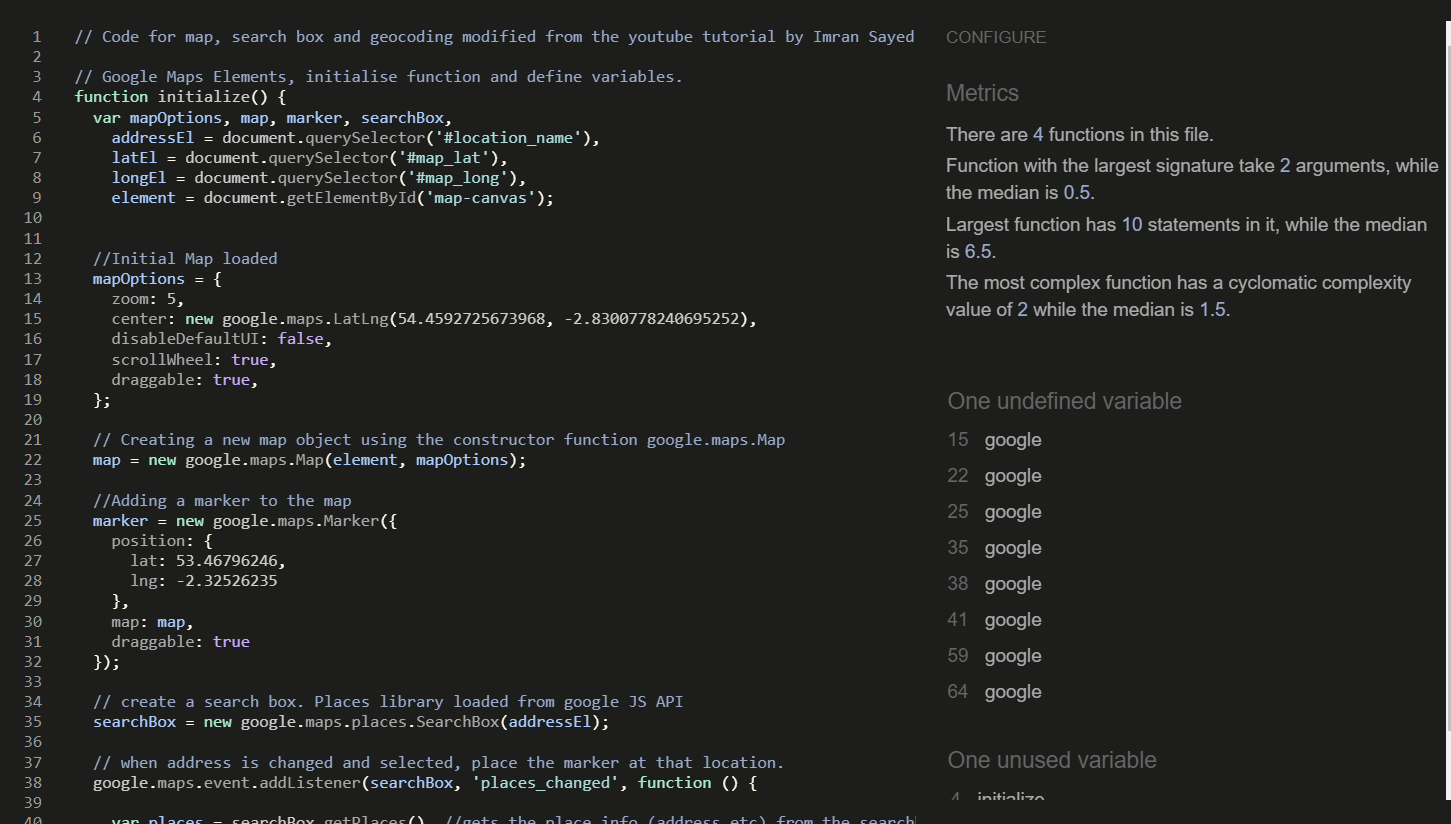 1 // Code for map, search box and geocoding modified from the youtube tutorial by Imran Sayed
2
3 // Google Maps Elements, initialise function and define variables.
4 function initialize() {
5 var mapOptions, map, marker, searchBox,
6 addressEl = document.querySelector('#location_name'),
7 latEl = document.querySelector('#map_lat'),
8 longEl = document.querySelector('#map_long'),
9 element = document.getElementById('map-canvas');
10
11
12 //Initial Map loaded
13 mapOptions = {
14 zoom: 5,
15 center: new google.maps.LatLng(54.4592725673968, -2.8300778240695252),
16 disableDefaultUI: false,
17 scrollWheel: true,
18 draggable: true,
19 };
20
21 // Creating a new map object using the constructor function google.maps.Map
22 map = new google.maps.Map(element, mapOptions);
23
24 //Adding a marker to the map
25 marker = new google.maps.Marker({
26 position: {
27 lat: 53.46796246,
28 lng: -2.32526235
29 },
30 map: map,
31 draggable: true
32 });
33
34 // create a search box. Places library loaded from google JS API
35 searchBox = new google.maps.places.SearchBox(addressEl);
36
37 // when address is changed and selected, place the marker at that location.
38 google.maps.event.addListener(searchBox, 'places_changed', function () {
39
40 var places = searchBox.getPlaces(), //gets the place info (address etc) from the search
CONFIGURE
Metrics
There are 4 functions in this file.
Function with the largest signature take 2 arguments, while
the median is 0.5.
Largest function has 10 statements in it, while the median
is 6.5.
The most complex function has a cyclomatic complexity
value of 2 while the median is 1.5.
One undefined variable
15 google
22 google
25 google
35 google
38 google
41 google
59 google
64 google
One unused variable
4 initialize